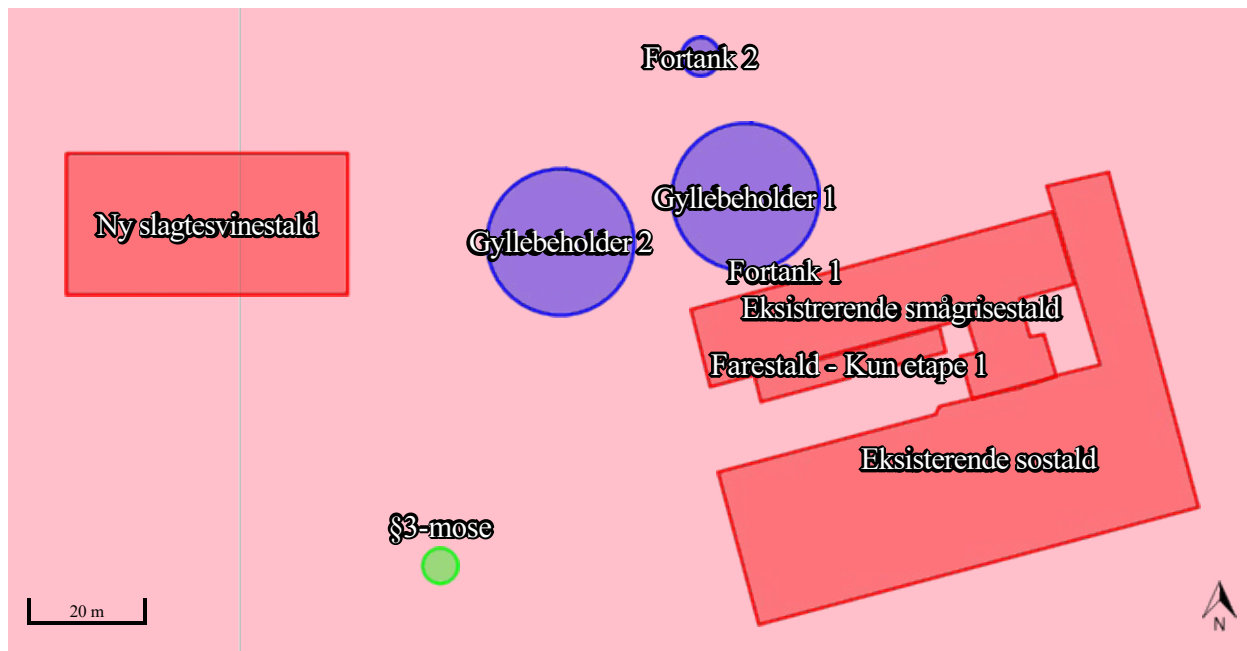 Fortank 2
Gyllebeholder 1
Ny slagtesvinestald
Gyllebeholder 2
Fortank 1
Eksistrerende smågrisestald
Farestald - Kun etape 1
Eksisterende sostald
§3-mose
20 m
N